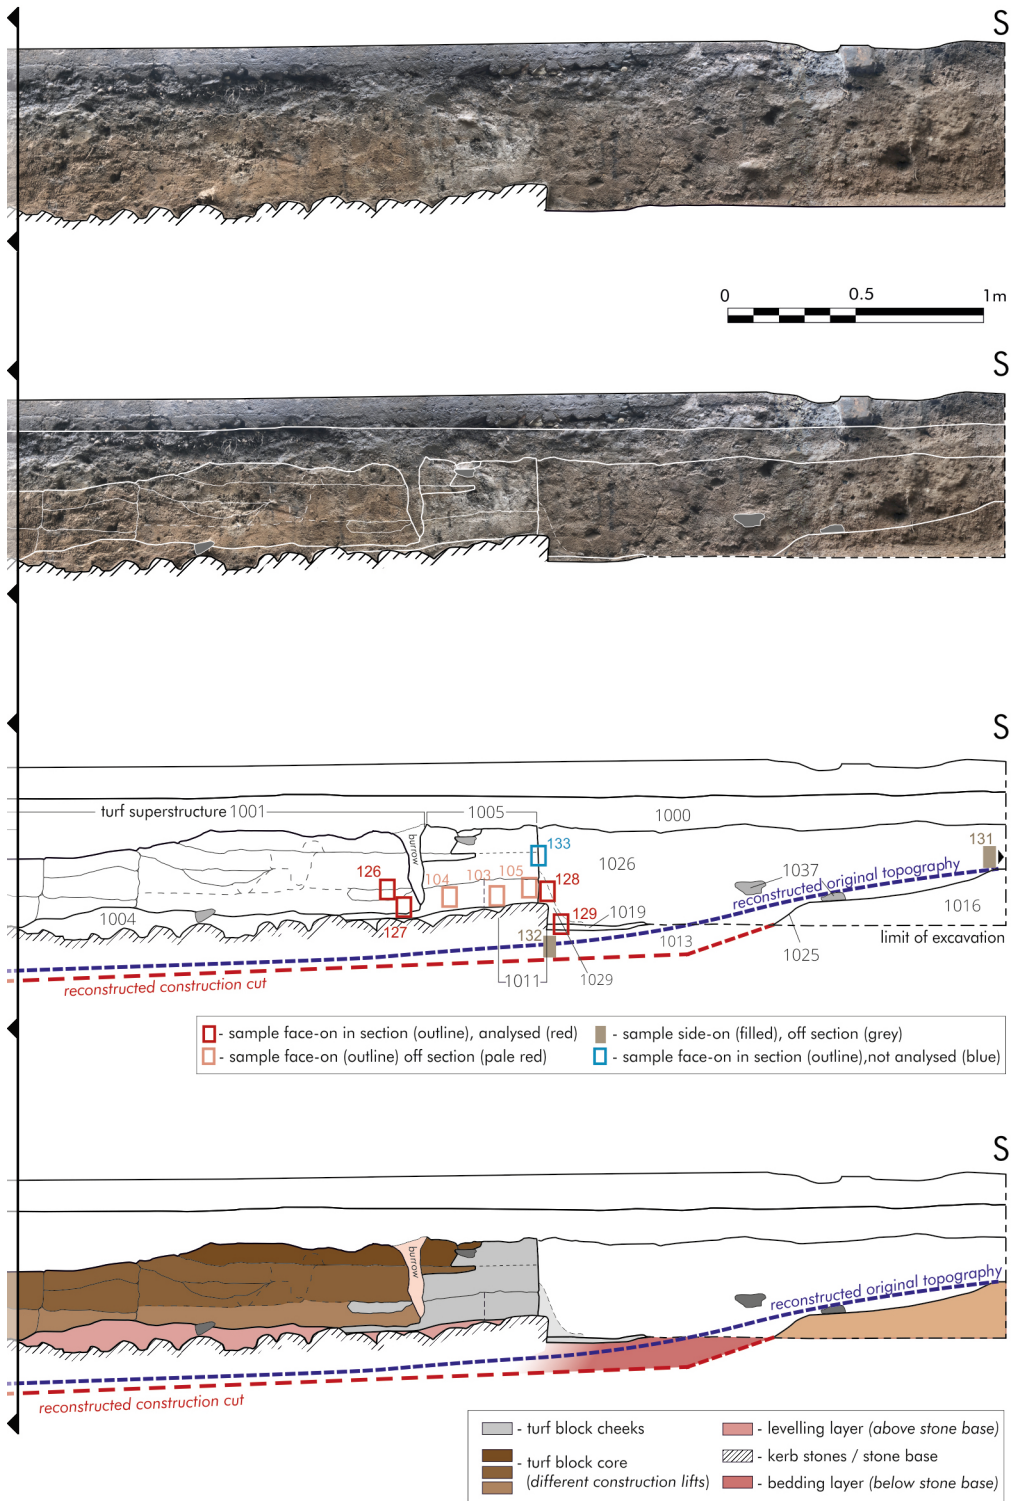 S
0 0.5 1m
S
S
turf superstructure 1001
1005
1000
burrow
133
1026
131
126
104
103
105
128
1037
reconstructed original topography
1004
127
129
1019
1016
132
1013
limit of excavation
1025
reconstructed construction cut
1011
1029
- sample face-on in section (outline), analysed (red)
- sample side-on (filled), off section (grey)
- sample face-on (outline) off section (pale red)
- sample face-on in section (outline),not analysed (blue)
S
burrow
reconstructed original topography
reconstructed construction cut
- turf block cheeks
- turf block core
(different construction lifts)
- levelling layer (above stone base)
- kerb stones / stone base
- bedding layer (below stone base)